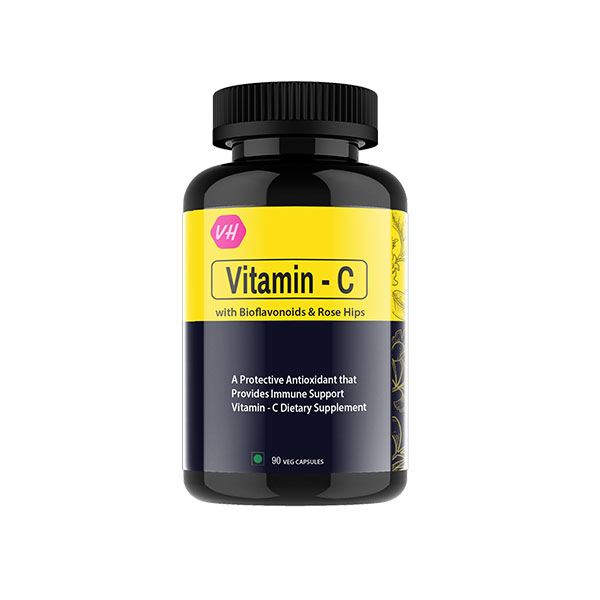 VH
Vitamin - C
with Bioflavonoids & Rose Hips
A Protective Antioxidant that
Provides Immune Support
Vitamin - C Dietary Supplement
90 VEG CAPSULES